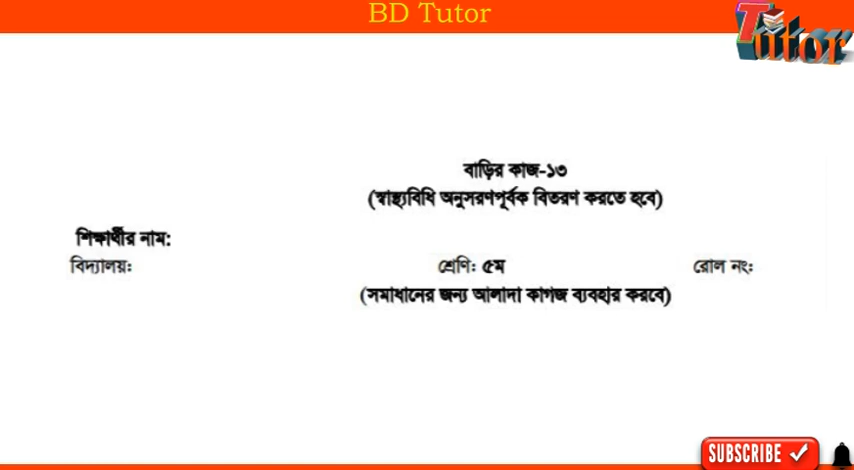 BD Tutor
Tutor
বাড়ির কাজ-১৩
(স্বাস্থ্যবিধি অনুসরণপূর্বক বিতরণ করতে হবে)
শিক্ষার্থীর নাম:
বিদ্যালয়ঃ শ্রেণি: ৫ম রোল নং:
(সমাধানের জন্য আলাদা কাগজ ব্যবহার করবে)
SUBSCRIBE